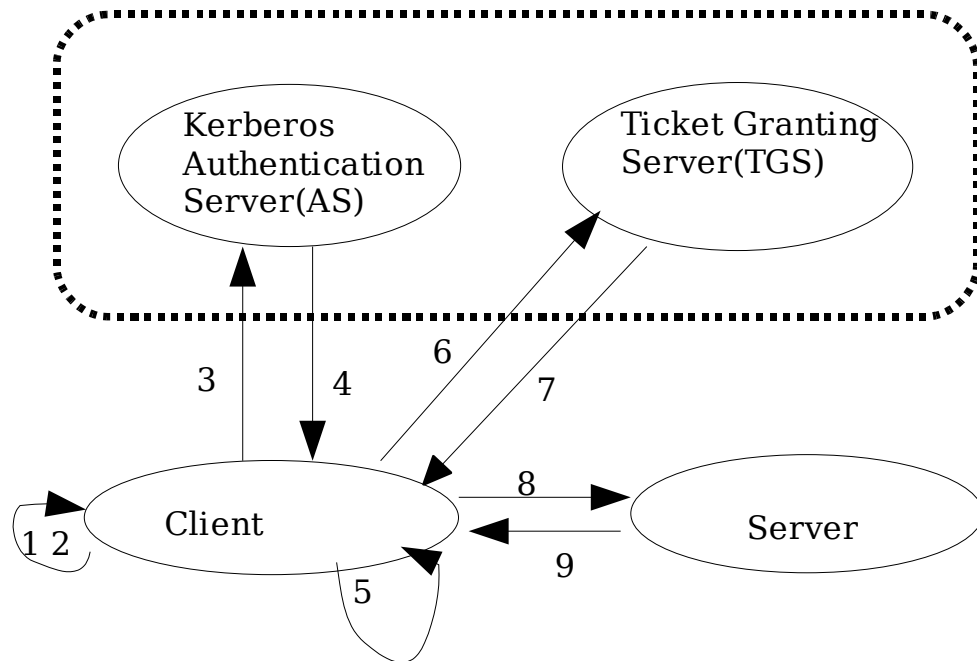 Kerberos
Authentication
Server(AS)
Ticket Granting
Server(TGS)
3
4
6
7
Client
1 2
5
8
9
Server